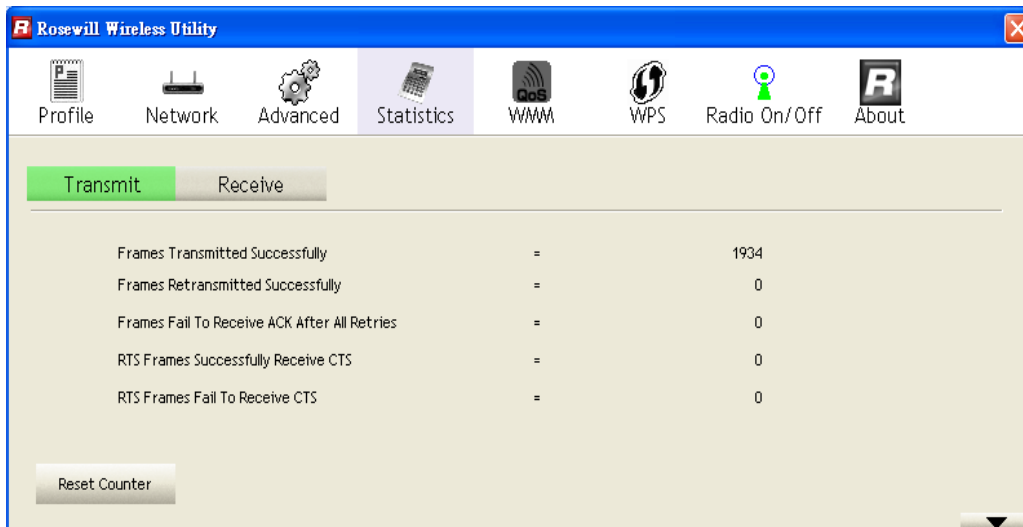 R Rosewill Wireless Utility
Profile Network Advanced Statistics QoS WMM WPS Radio On/Off R About
Transmit Receive
Frames Transmitted Successfully = 1934
Frames Retransmitted Successfully = 0
Frames Fail To Receive ACK After All Retries = 0
RTS Frames Successfully Receive CTS = 0
RTS Frames Fail To Receive CTS = 0
Reset Counter